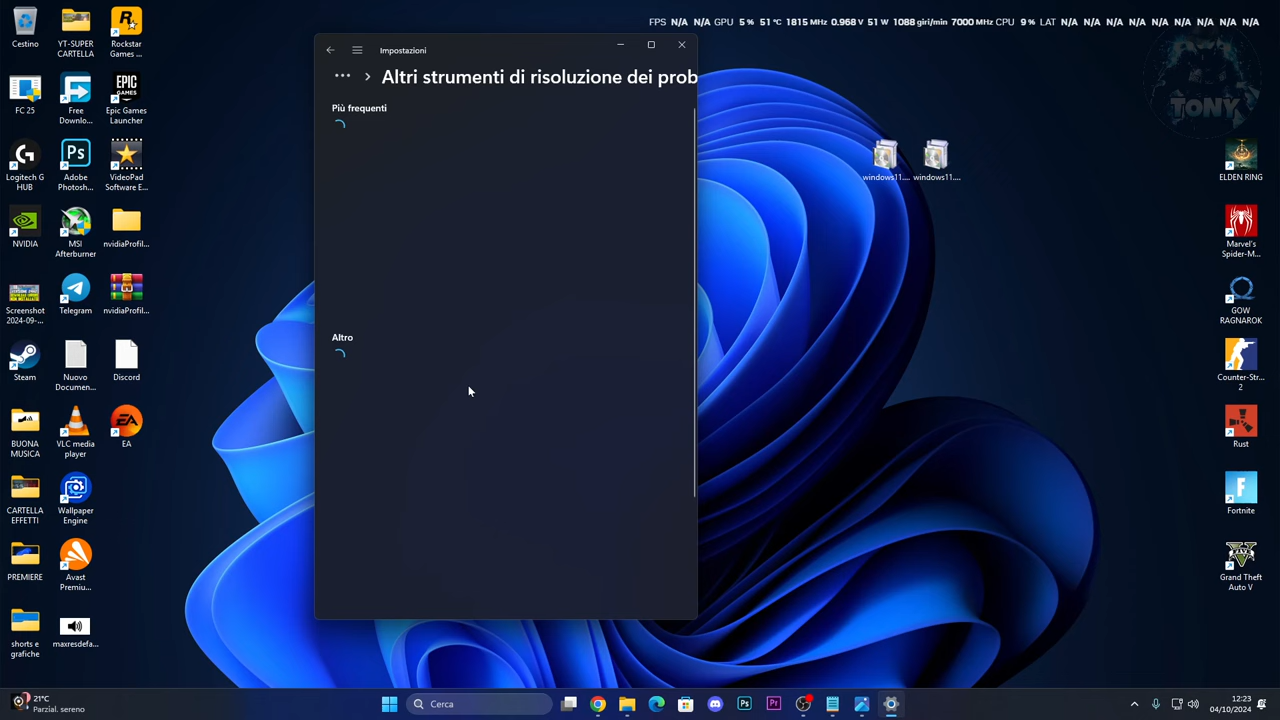 FPS N/A N/A GPU 5 % 51 °C 1815 MHz 0.968 V 51 W 1088 giri/min 7000 MHz CPU 9 % LAT N/A N/A N/A N/A N/A N/A N/A N/A N/A
Impostazioni
Altri strumenti di risoluzione dei prob
Più frequenti
Altro
Cestino
YT-SUPER
CARTELLA
Rockstar
Games ...
FC 25
Free
Downlo...
Epic Games
Launcher
Logitech G
HUB
Adobe
Photosh...
VideoPad
Software E...
NVIDIA
MSI
Afterburner
nvidiaProfil...
Screenshot
2024-09-...
Telegram
nvidiaProfil...
Steam
Nuovo
Documen...
Discord
BUONA
MUSICA
VLC media
player
EA
CARTELLA
EFFETTI
Wallpaper
Engine
PREMIERE
Avast
Premiu...
shorts e
grafiche
maxresdefa...
windows11....
windows11....
TONY
ELDEN RING
Marvel's
Spider-M...
GOW
RAGNAROK
Counter-Str...
2
Rust
Fortnite
Grand Theft
Auto V
21°C
Parzial. sereno
Cerca
12:23
04/10/2024